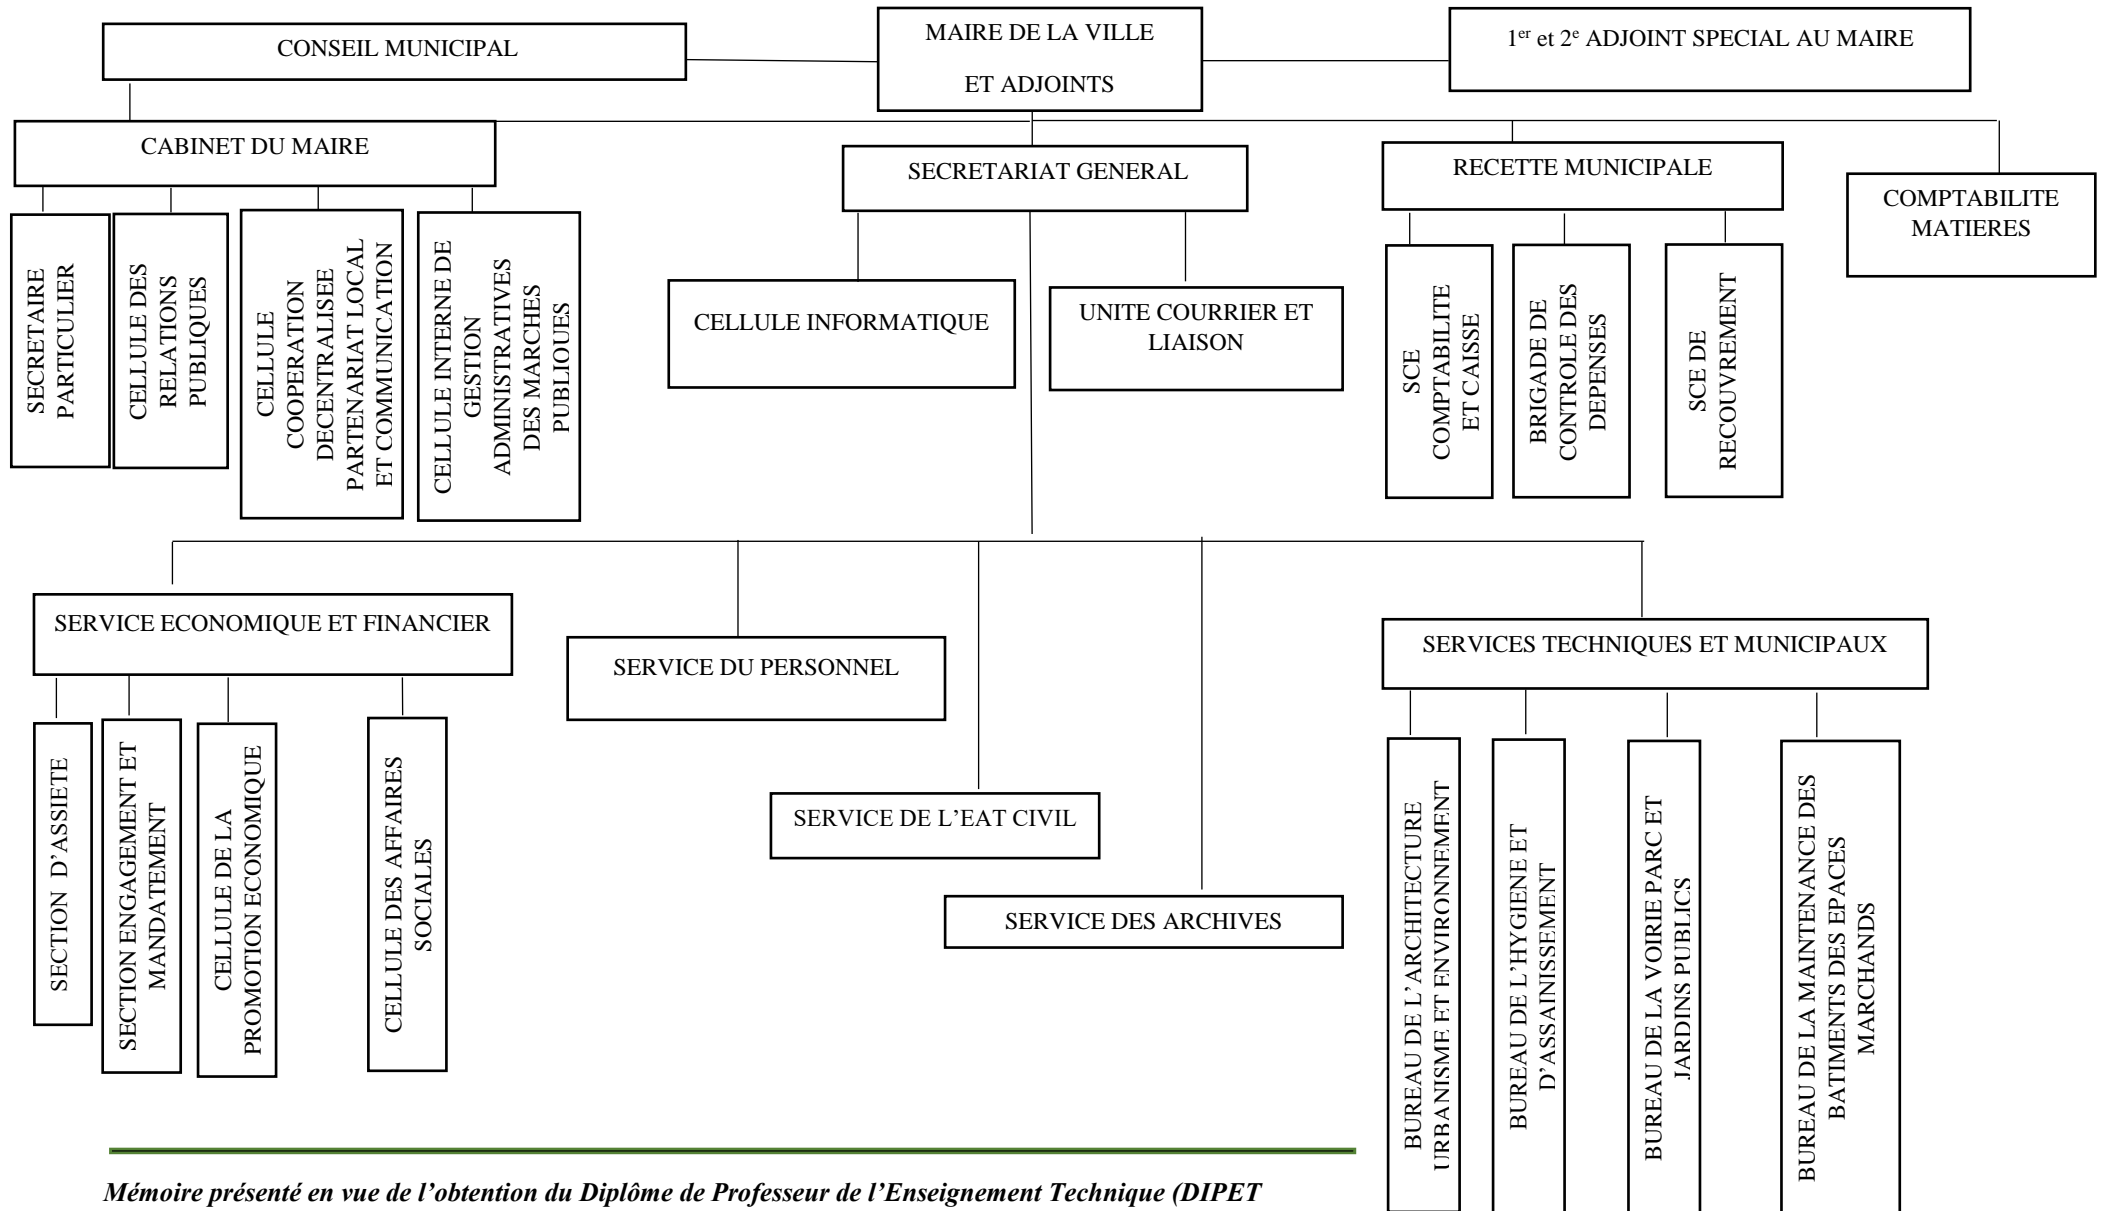 CONSEIL MUNICIPAL
MAIRE DE LA VILLE
ET ADJOINTS
1er et 2e ADJOINT SPECIAL AU MAIRE
CABINET DU MAIRE
SECRETARIAT GENERAL
RECETTE MUNICIPALE
COMPTABILITE
MATIERES
SECRETAIRE
PARTICULIER
CELLULE DES
RELATIONS
PUBLIQUES
CELLULE
COOPERATION
DECENTRALISEE
PARTENARIAT LOCAL
ET COMMUNICATION
CELLULE INTERNE DE
GESTION
ADMINISTRATIVES
DES MARCHES
PUBLIQUES
CELLULE INFORMATIQUE
UNITE COURRIER ET
LIAISON
SCE
COMPTABILITE
ET CAISSE
BRIGADE DE
CONTROLE DES
DEPENSES
SCE DE
RECOUVREMENT
SERVICE ECONOMIQUE ET FINANCIER
SERVICE DU PERSONNEL
SERVICES TECHNIQUES ET MUNICIPAUX
SECTION D'ASSIETE
SECTION ENGAGEMENT ET
MANDATEMENT
CELLULE DE LA
PROMOTION ECONOMIQUE
CELLULE DES AFFAIRES
SOCIALES
SERVICE DE L'EAT CIVIL
SERVICE DES ARCHIVES
BUREAU DE L'ARCHITECTURE
URBANISME ET ENVIRONNEMENT
BUREAU DE L'HYGIENE ET
D'ASSAINISSEMENT
BUREAU DE LA VOIRIE PARC ET
JARDINS PUBLICS
BUREAU DE LA MAINTENANCE DES
BATIMENTS DES EPACES
MARCHANDS
Mémoire présenté en vue de l'obtention du Diplôme de Professeur de l'Enseignement Technique (DIPET